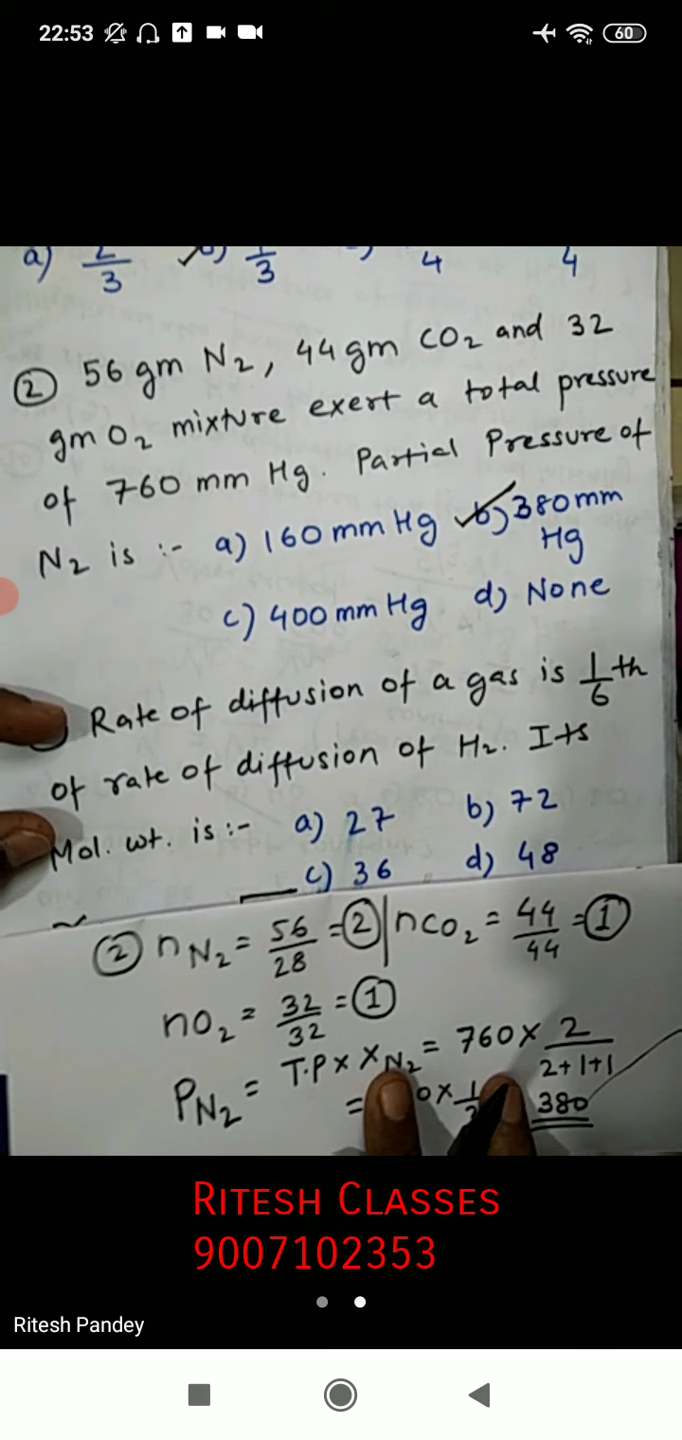 22:53
60
a) 2/3 b) 1/3 4 4
② 56 gm N₂, 44 gm CO₂ and 32
gm O₂ mixture exert a total pressure
of 760 mm Hg. Partial Pressure of
N₂ is :- a) 160 mm Hg ✓b) 380 mm
Hg
c) 400 mm Hg d) None
Rate of diffusion of a gas is 1/6 th
of rate of diffusion of H₂. Its
Mol. wt. is :- a) 27 b) 72
c) 36 d) 48
② nN₂ = 56/28 = ② | nCO₂ = 44/44 = ①
nO₂ = 32/32 = ①
PN₂ = T.P × XN₂ = 760 × 2/(2+1+1)
= 0 × 1/ 380
RITESH CLASSES
9007102353
Ritesh Pandey